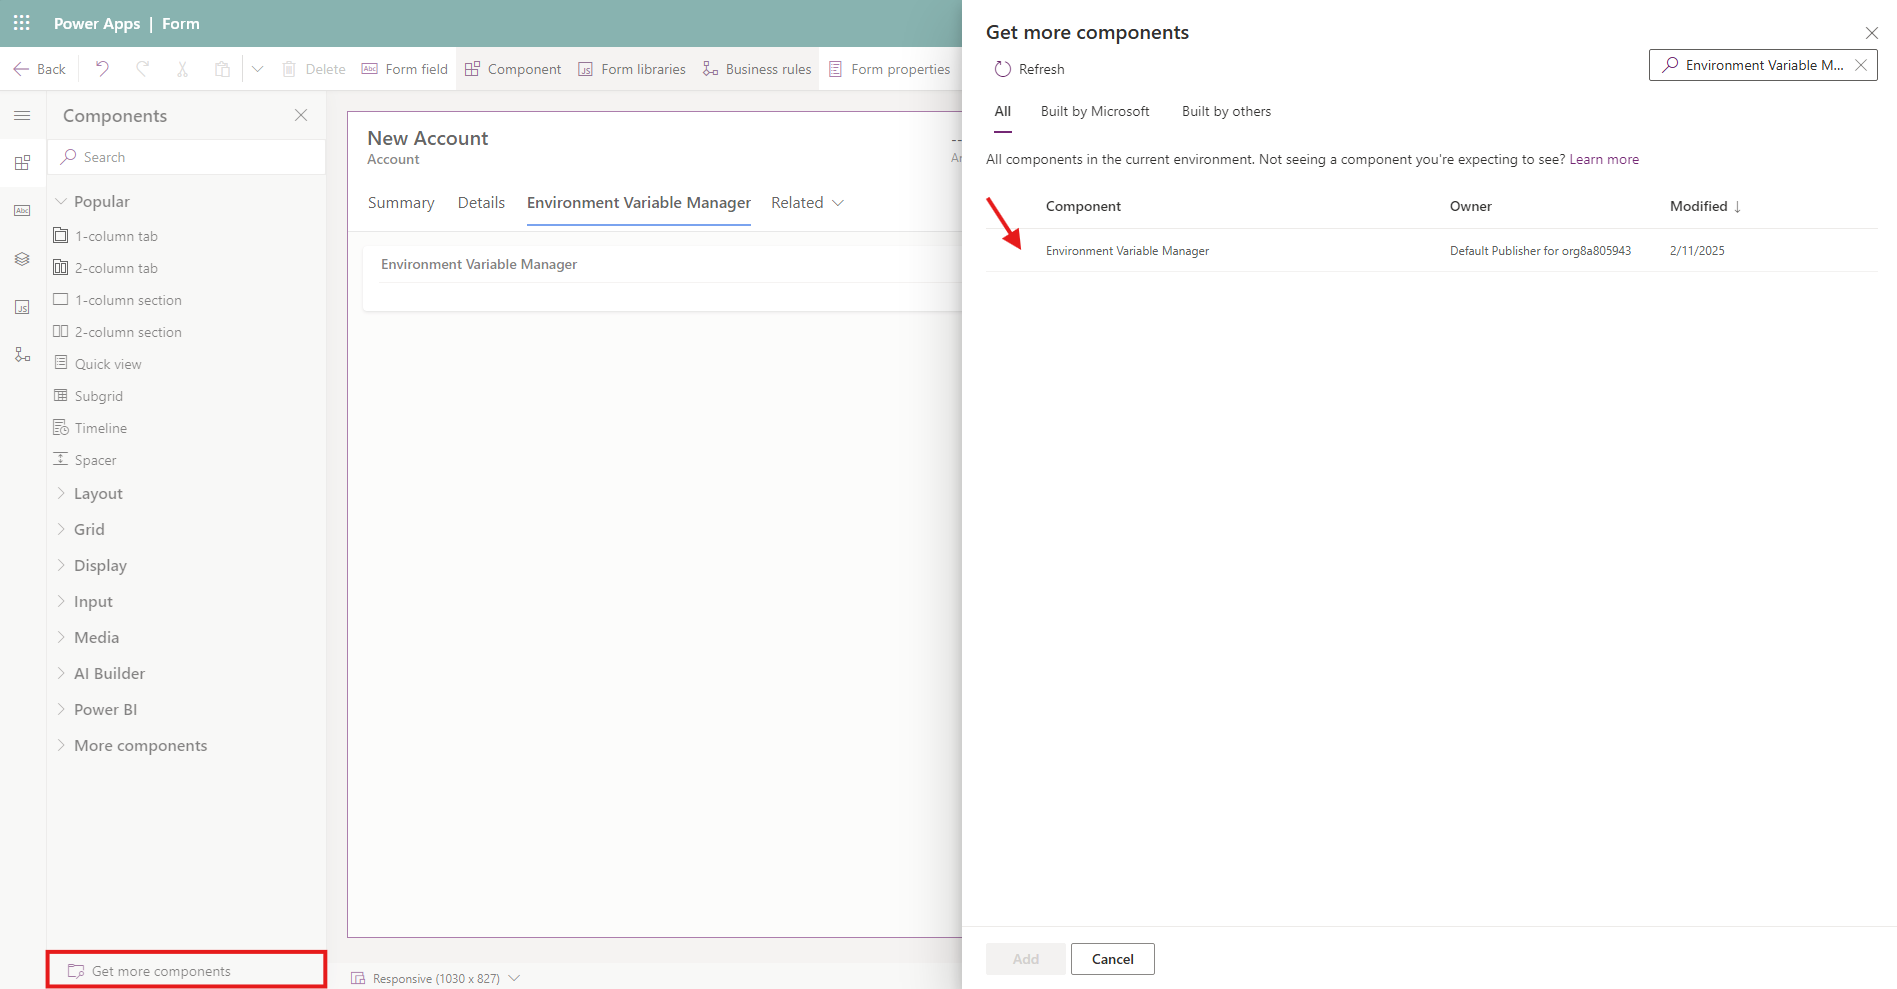 Power Apps | Form
Back
Delete
Abc Form field
Component
JS Form libraries
Business rules
Form properties
Components
Search
Popular
1-column tab
2-column tab
1-column section
2-column section
Quick view
Subgrid
Timeline
Spacer
Layout
Grid
Display
Input
Media
AI Builder
Power BI
More components
Get more components
Abc
JS
New Account
Account
--
Summary Details Environment Variable Manager Related
Environment Variable Manager
Responsive (1030 x 827)
Get more components
Refresh
Environment Variable M...
All Built by Microsoft Built by others
All components in the current environment. Not seeing a component you're expecting to see? Learn more
Component Owner Modified ↓
Environment Variable Manager Default Publisher for org8a805943 2/11/2025
Add Cancel